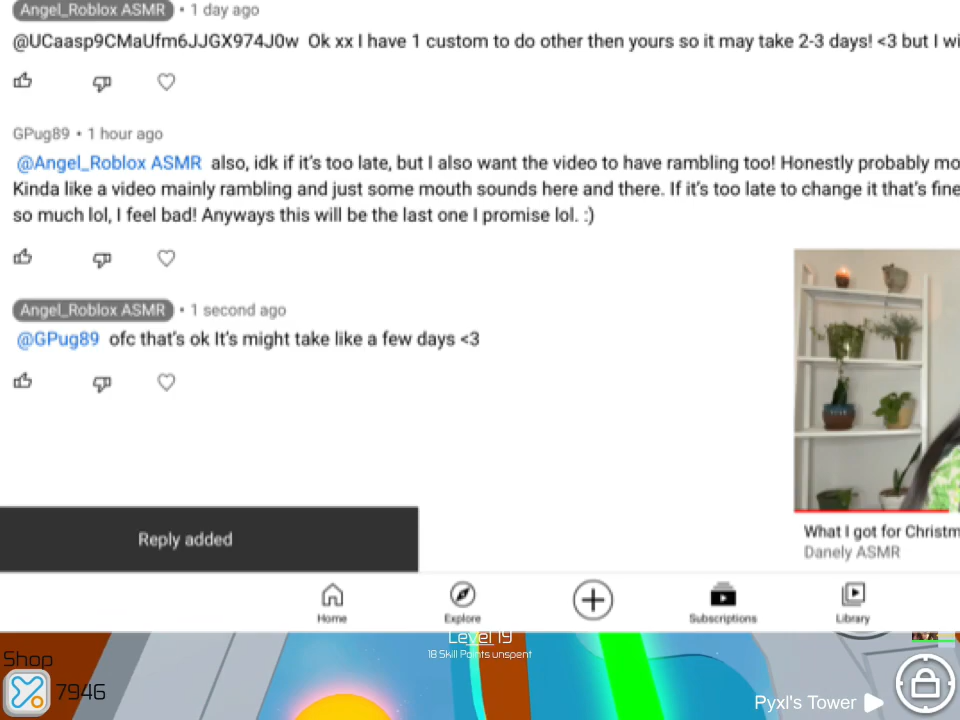 Angel_Roblox ASMR • 1 day ago
@UCaasp9CMaUfm6JJGX974J0w Ok xx I have 1 custom to do other then yours so it may take 2-3 days! <3 but I wi
GPug89 • 1 hour ago
@Angel_Roblox ASMR also, idk if it's too late, but I also want the video to have rambling too! Honestly probably mo
Kinda like a video mainly rambling and just some mouth sounds here and there. If it's too late to change it that's fine
so much lol, I feel bad! Anyways this will be the last one I promise lol. :)
Angel_Roblox ASMR • 1 second ago
@GPug89 ofc that's ok It's might take like a few days <3
What I got for Christm
Danely ASMR
Reply added
Home
Explore
Subscriptions
Library
Level 19
18 Skill Points unspent
Shop
7946
Pyxl's Tower